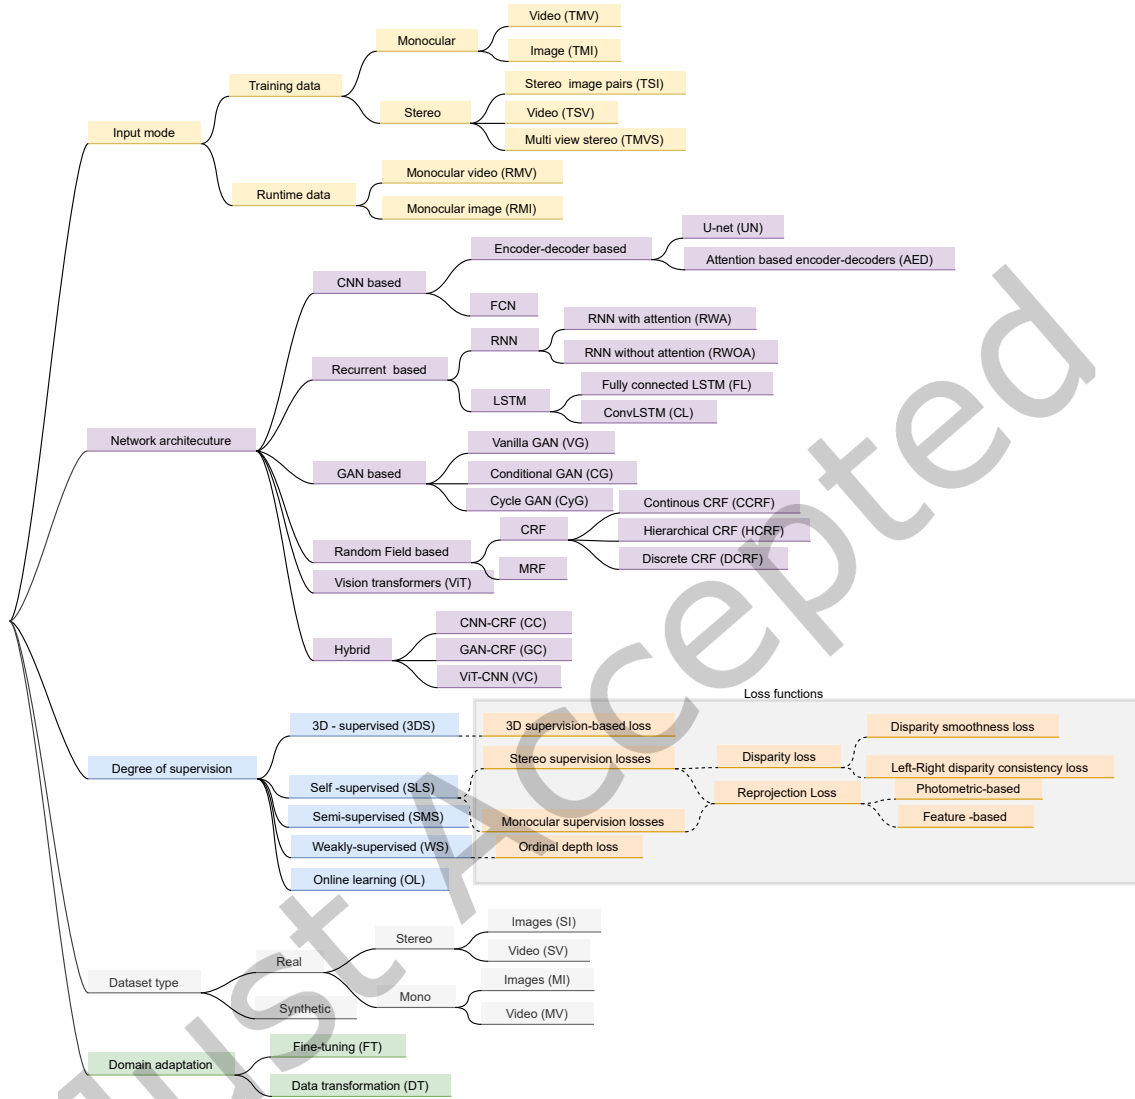 Input mode
Training data
Monocular
Video (TMV)
Image (TMI)
Stereo
Stereo image pairs (TSI)
Video (TSV)
Multi view stereo (TMVS)
Runtime data
Monocular video (RMV)
Monocular image (RMI)
Network architecuture
CNN based
Encoder-decoder based
U-net (UN)
Attention based encoder-decoders (AED)
FCN
Recurrent based
RNN
RNN with attention (RWA)
RNN without attention (RWOA)
LSTM
Fully connected LSTM (FL)
ConvLSTM (CL)
GAN based
Vanilla GAN (VG)
Conditional GAN (CG)
Cycle GAN (CyG)
Random Field based
CRF
Continous CRF (CCRF)
Hierarchical CRF (HCRF)
Discrete CRF (DCRF)
MRF
Vision transformers (ViT)
Hybrid
CNN-CRF (CC)
GAN-CRF (GC)
ViT-CNN (VC)
Loss functions
Degree of supervision
3D - supervised (3DS)
3D supervision-based loss
Self -supervised (SLS)
Stereo supervision losses
Disparity loss
Disparity smoothness loss
Left-Right disparity consistency loss
Reprojection Loss
Photometric-based
Feature -based
Monocular supervision losses
Semi-supervised (SMS)
Weakly-supervised (WS)
Ordinal depth loss
Online learning (OL)
Dataset type
Real
Stereo
Images (SI)
Video (SV)
Mono
Images (MI)
Video (MV)
Synthetic
Domain adaptation
Fine-tuning (FT)
Data transformation (DT)
Just Accepted